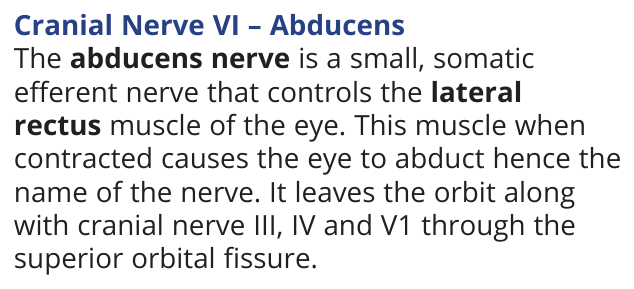 Cranial Nerve VI – Abducens
The abducens nerve is a small, somatic
efferent nerve that controls the lateral
rectus muscle of the eye. This muscle when
contracted causes the eye to abduct hence the
name of the nerve. It leaves the orbit along
with cranial nerve III, IV and V1 through the
superior orbital fissure.